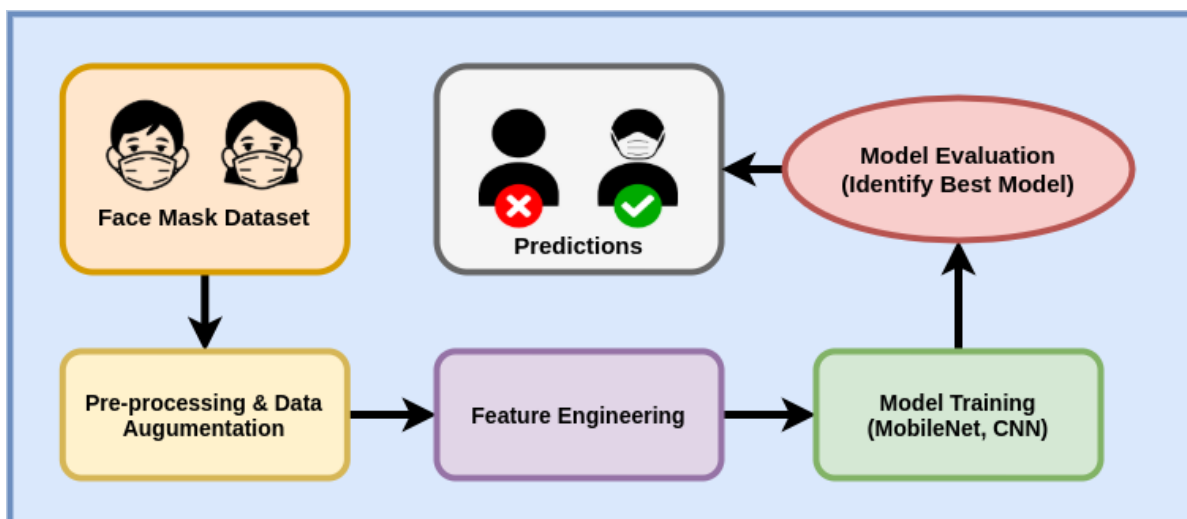 Face Mask Dataset
Predictions
Model Evaluation
(Identify Best Model)
Pre-processing & Data
Augumentation
Feature Engineering
Model Training
(MobileNet, CNN)